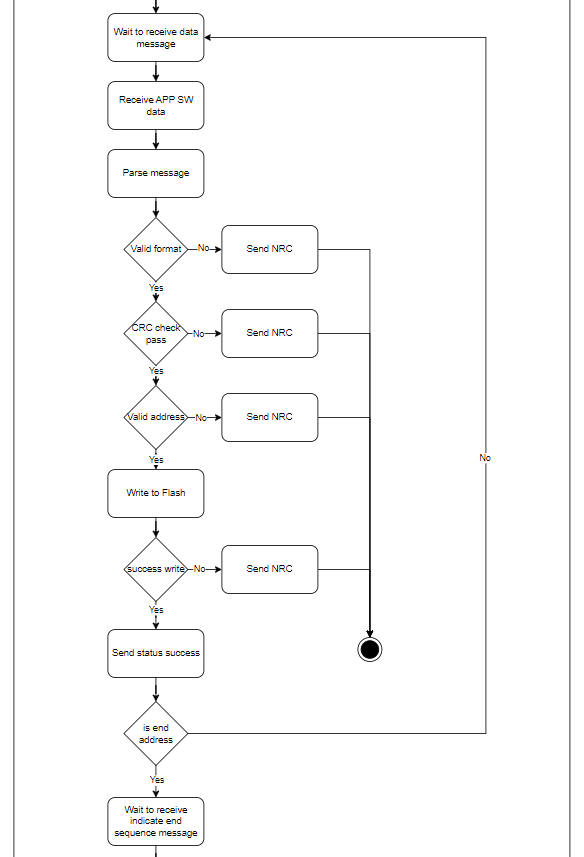 Wait to receive data
message
Receive APP SW
data
Parse message
Valid format
No
Send NRC
Yes
CRC check
pass
No
Send NRC
Yes
Valid address
No
Send NRC
Yes
No
Write to Flash
success write
No
Send NRC
Yes
Send status success
is end
address
Yes
Wait to receive
indicate end
sequence message